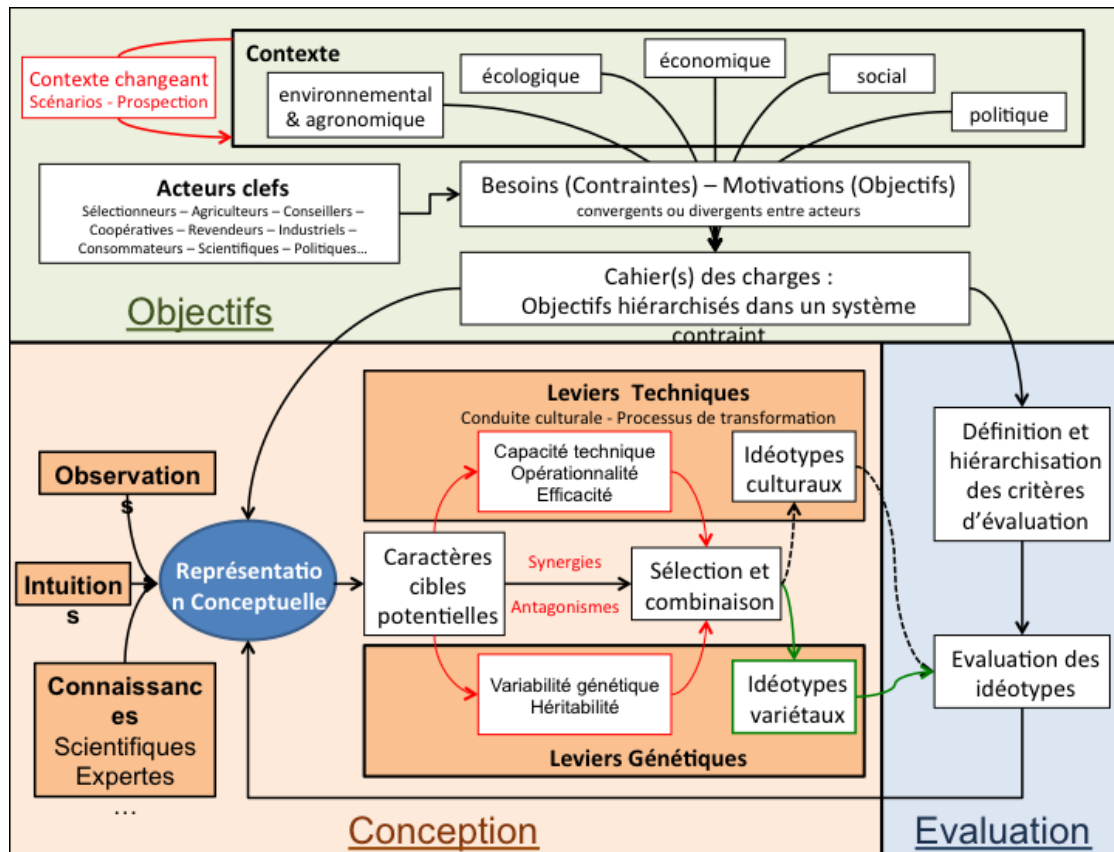 Contexte
Contexte changeant
Scénarios - Prospection
environnemental
& agronomique
écologique
économique
social
politique
Acteurs clefs
Sélectionneurs – Agriculteurs – Conseillers –
Coopératives – Revendeurs – Industriels –
Consommateurs – Scientifiques – Politiques…
Besoins (Contraintes) – Motivations (Objectifs)
convergents ou divergents entre acteurs
Cahier(s) des charges :
Objectifs hiérarchisés dans un système
contraint
Objectifs
Leviers Techniques
Conduite culturale - Processus de transformation
Capacité technique
Opérationnalité
Efficacité
Idéotypes
culturaux
Observation
s
Intuition
s
Connaissanc
es
Scientifiques
Expertes
…
Représentatio
n Conceptuelle
Caractères
cibles
potentielles
Synergies
Antagonismes
Sélection et
combinaison
Variabilité génétique
Héritabilité
Idéotypes
variétaux
Leviers Génétiques
Conception
Définition et
hiérarchisation
des critères
d’évaluation
Evaluation des
idéotypes
Evaluation